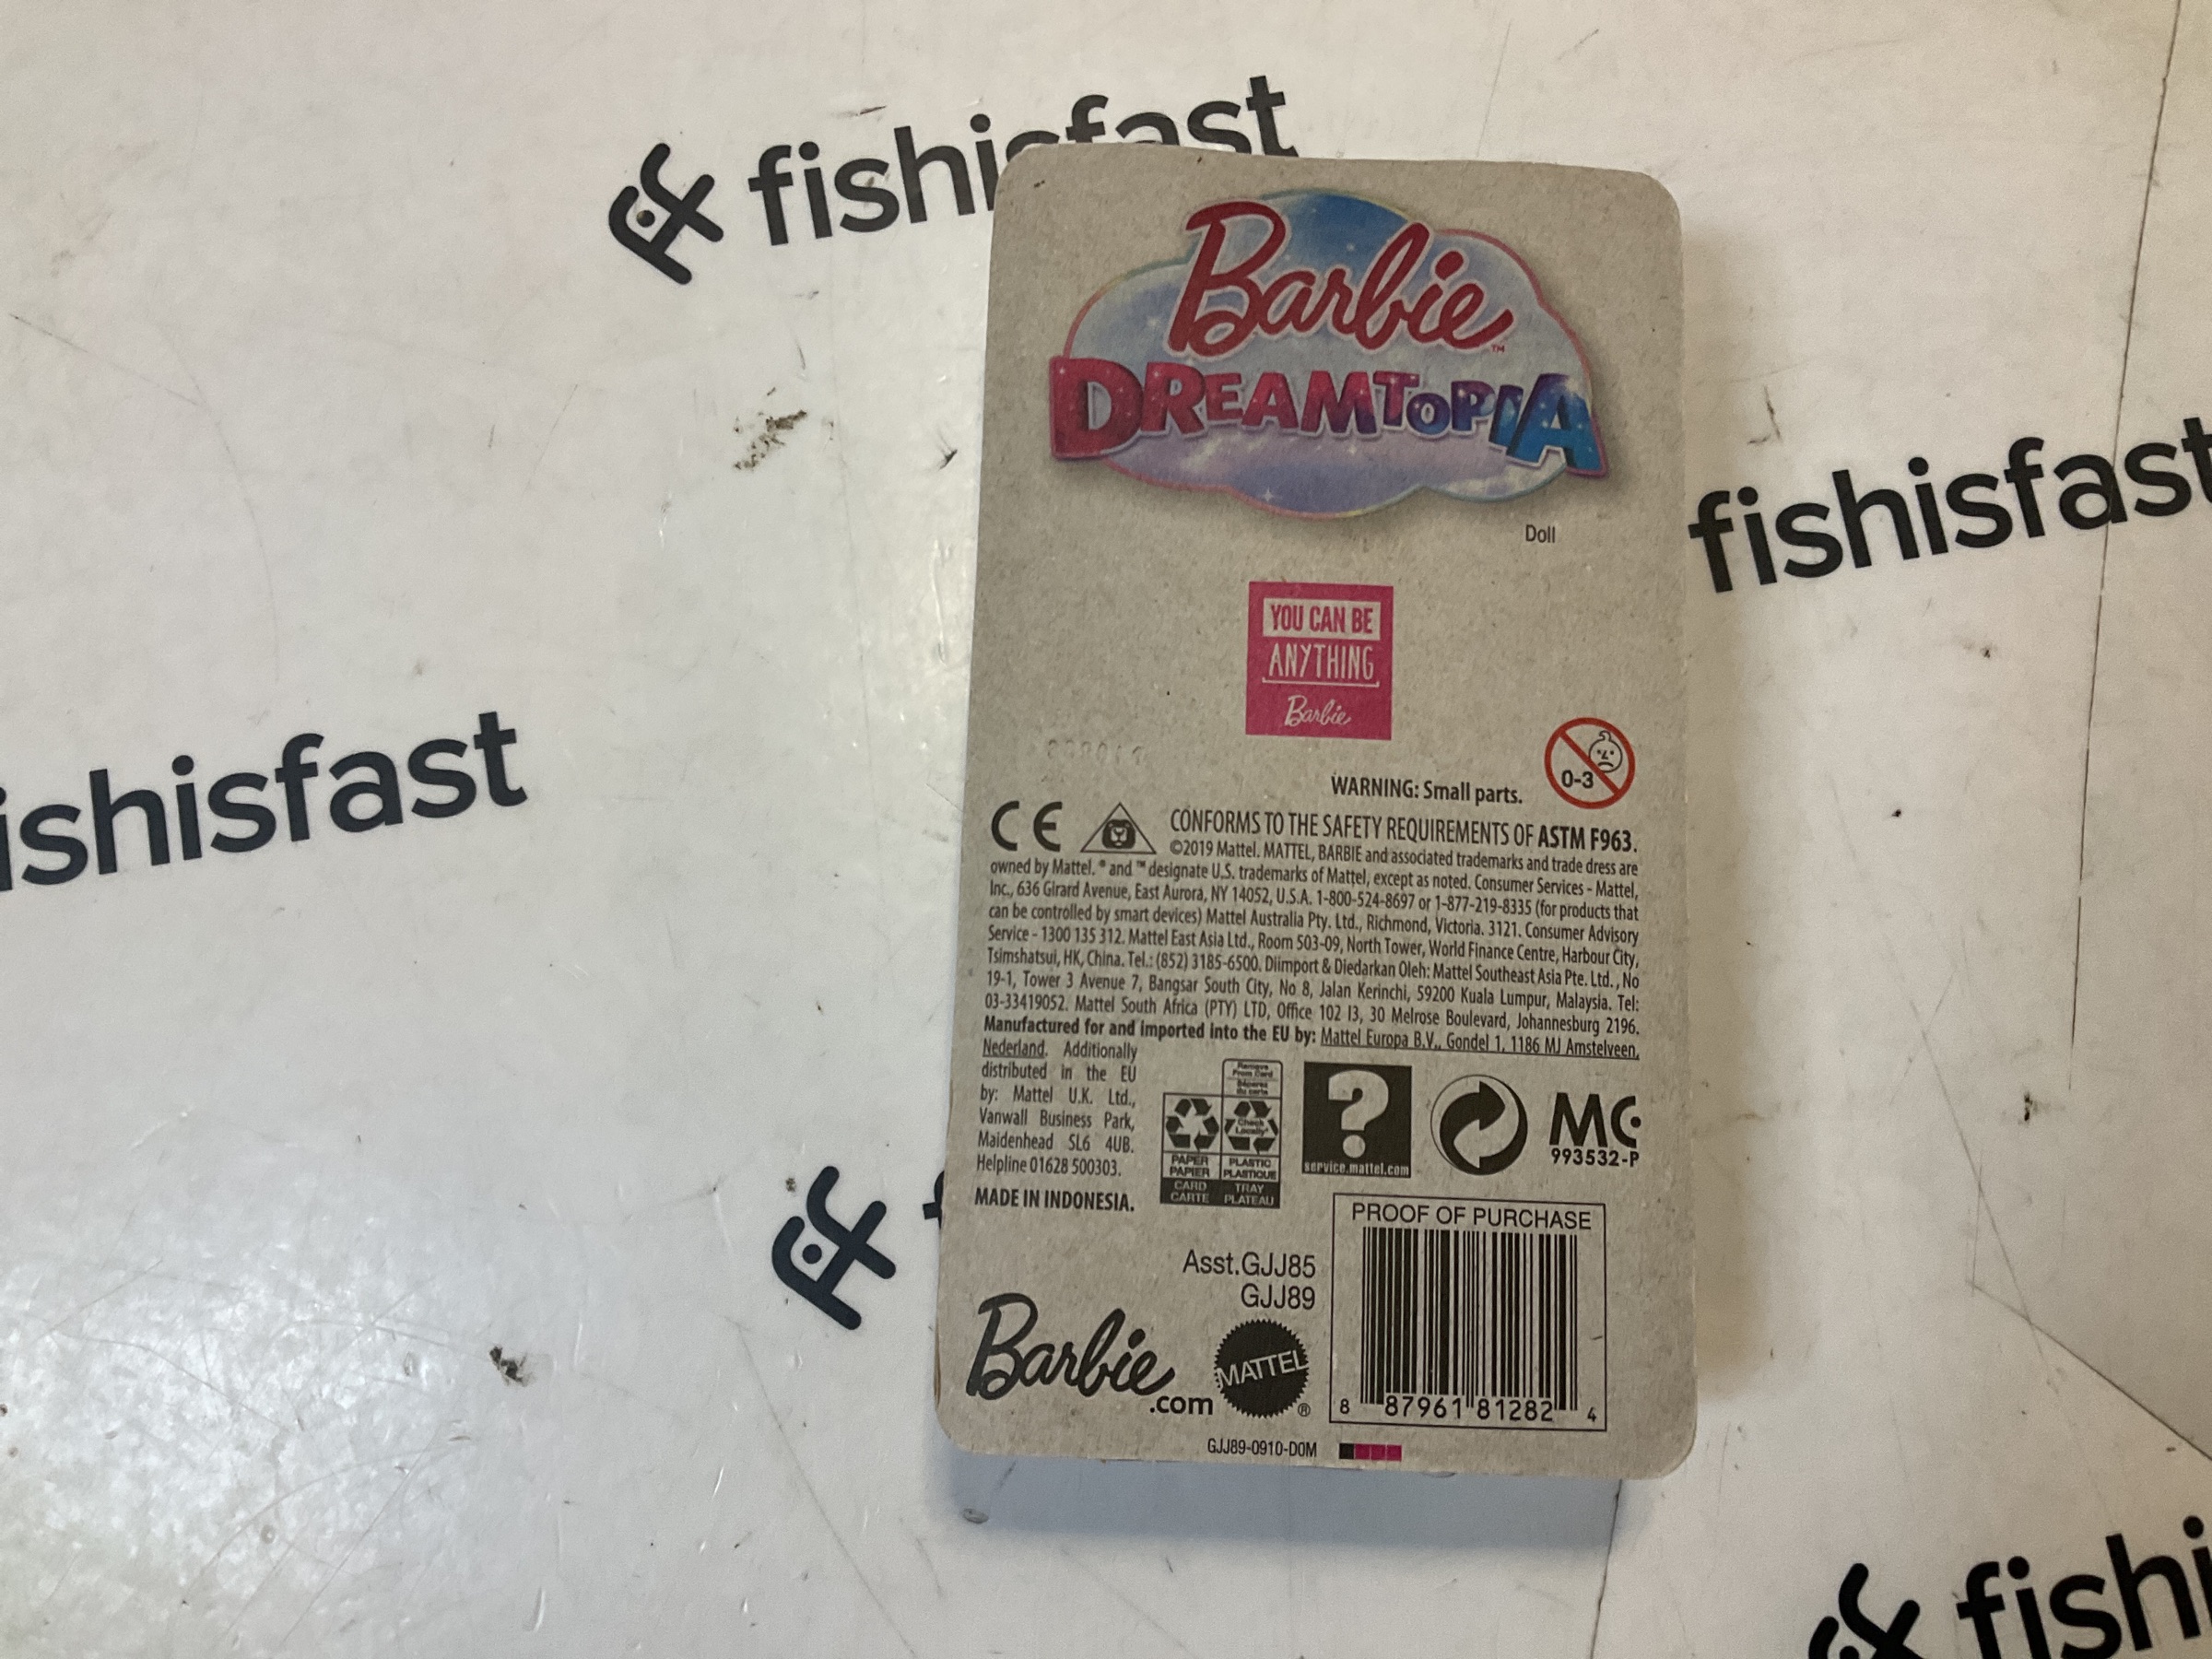 fishisfast
Barbie™
DREAMTOPIA
Doll
fishisfast
YOU CAN BE
ANYTHING
Barbie
ishisfast
0-3
WARNING: Small parts.
CE
CONFORMS TO THE SAFETY REQUIREMENTS OF ASTM F963.
©2019 Mattel. MATTEL, BARBIE and associated trademarks and trade dress are
owned by Mattel. ® and ™ designate U.S. trademarks of Mattel, except as noted. Consumer Services - Mattel,
Inc., 636 Girard Avenue, East Aurora, NY 14052, U.S.A. 1-800-524-8697 or 1-877-219-8335 (for products that
can be controlled by smart devices) Mattel Australia Pty. Ltd., Richmond, Victoria. 3121. Consumer Advisory
Service - 1300 135 312. Mattel East Asia Ltd., Room 503-09, North Tower, World Finance Centre, Harbour City,
Tsimshatsui, HK, China. Tel.: (852) 3185-6500. Diimport & Diedarkan Oleh: Mattel Southeast Asia Pte. Ltd., No
19-1, Tower 3 Avenue 7, Bangsar South City, No 8, Jalan Kerinchi, 59200 Kuala Lumpur, Malaysia. Tel:
03-33419052. Mattel South Africa (PTY) LTD, Office 102 I3, 30 Melrose Boulevard, Johannesburg 2196.
Manufactured for and imported into the EU by: Mattel Europa B.V., Gondel 1, 1186 MJ Amstelveen,
Nederland. Additionally
distributed in the EU
by: Mattel U.K. Ltd.,
Vanwall Business Park,
Maidenhead SL6 4UB.
Helpline 01628 500303.
MADE IN INDONESIA.
Remove
From Card
Séparez
du carte
Check
Locally*
PAPER PLASTIC
PAPIER PLASTIQUE
CARD TRAY
CARTE PLATEAU
?
service.mattel.com
MC
993532-P
PROOF OF PURCHASE
8 87961 81282 4
Asst.GJJ85
GJJ89
Barbie.com
MATTEL®
GJJ89-0910-DOM
fishi